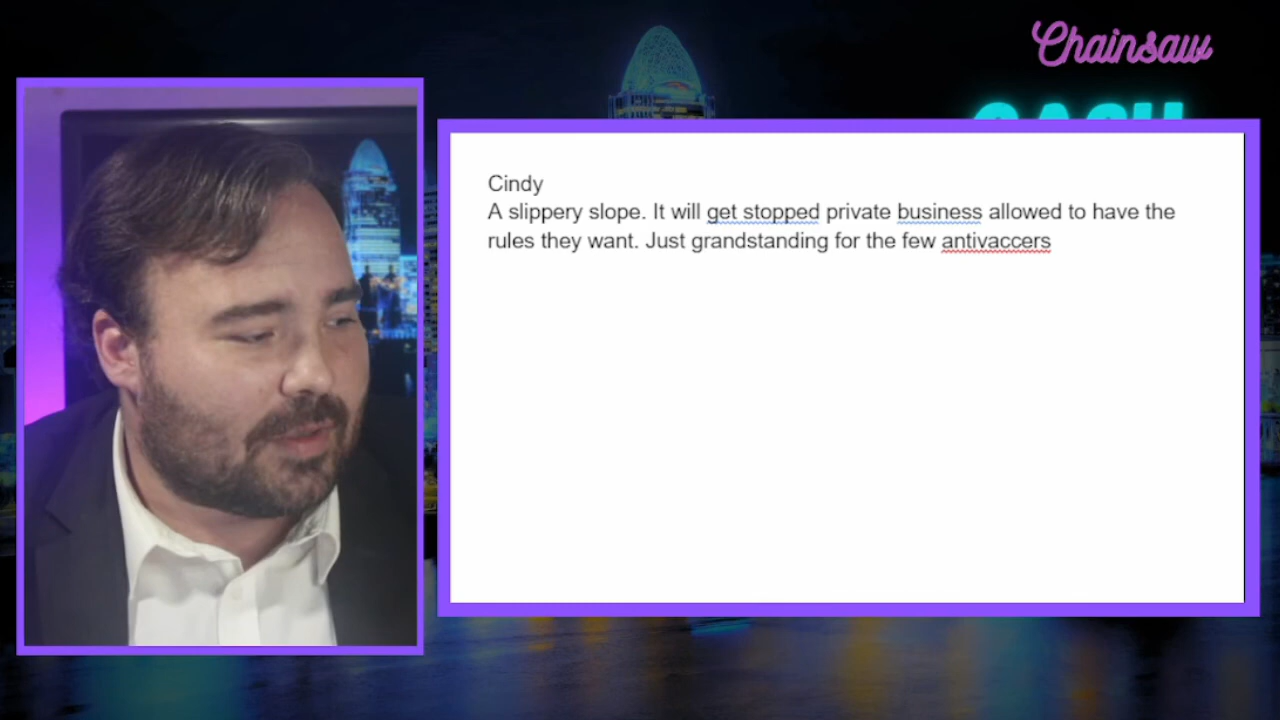 Chainsaw
CASH
Cindy
A slippery slope. It will get stopped private business allowed to have the
rules they want. Just grandstanding for the few antivaccers